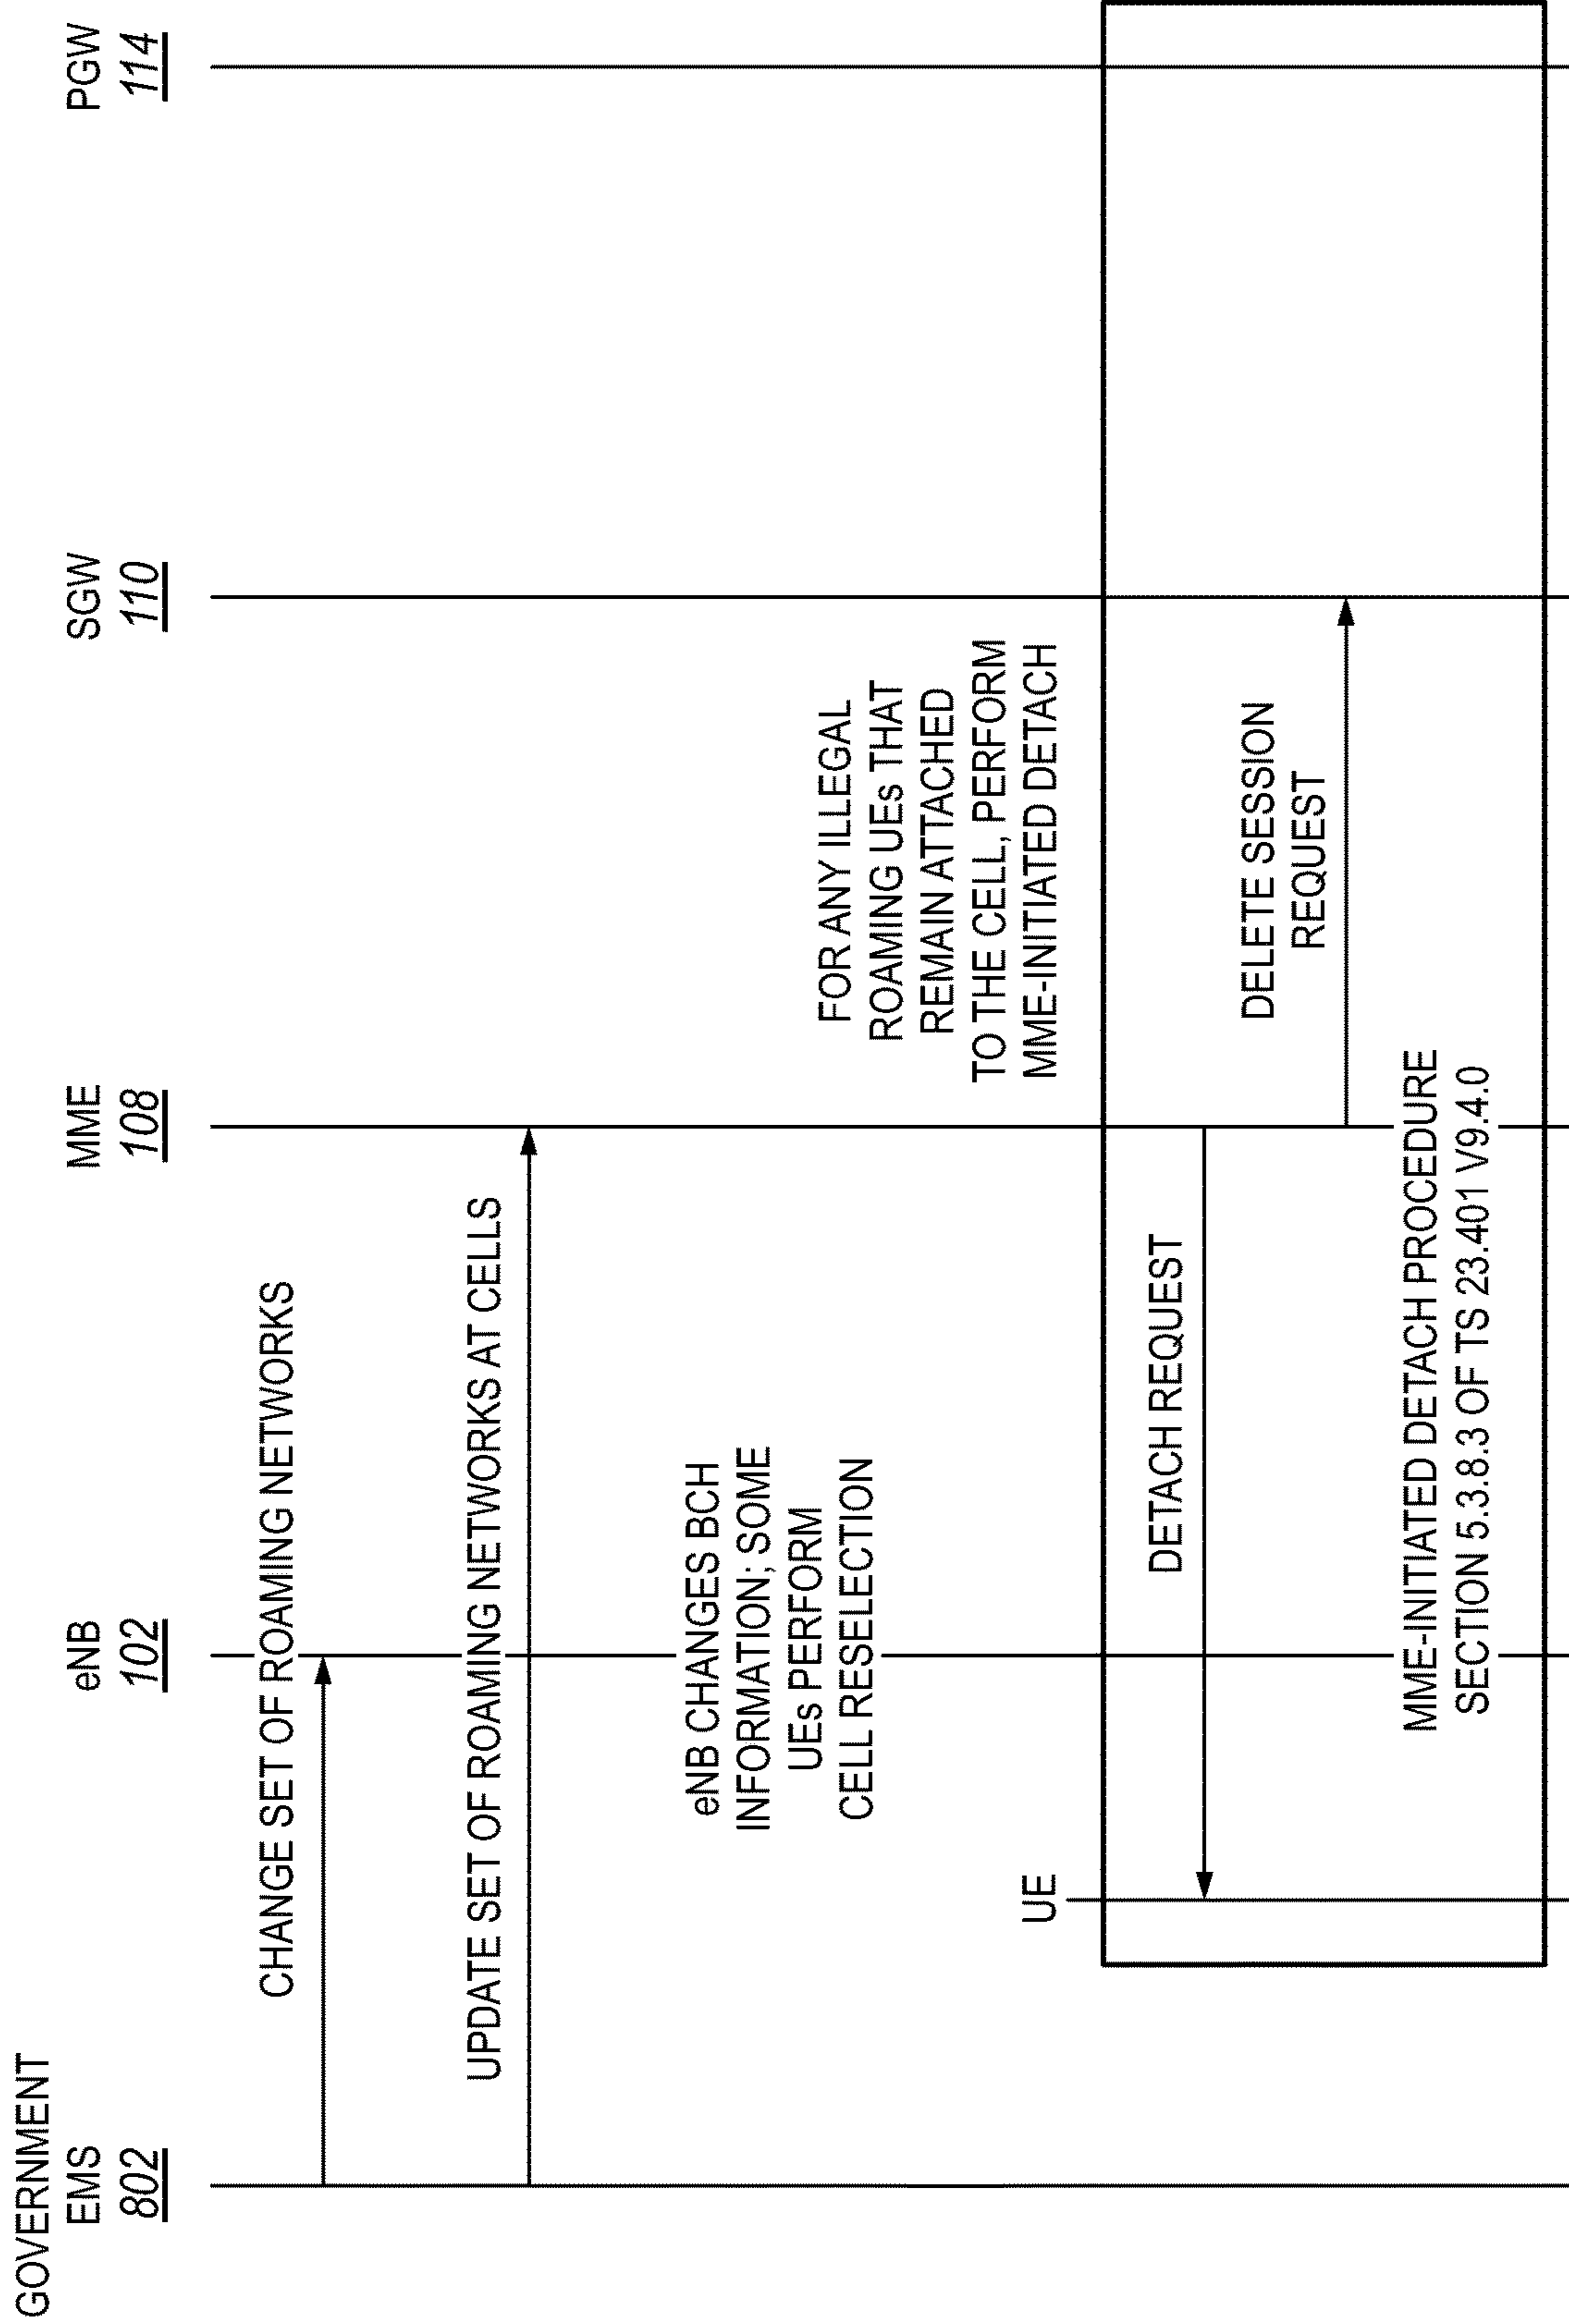 GOVERNMENT
EMS
802
eNB
102
MME
108
SGW
110
PGW
114
CHANGE SET OF ROAMING NETWORKS
UPDATE SET OF ROAMING NETWORKS AT CELLS
eNB CHANGES BCH
INFORMATION; SOME
UEs PERFORM
CELL RESELECTION
FOR ANY ILLEGAL
ROAMING UEs THAT
REMAIN ATTACHED
TO THE CELL, PERFORM
MME-INITIATED DETACH
UE
DETACH REQUEST
DELETE SESSION
REQUEST
MME-INITIATED DETACH PROCEDURE
SECTION 5.3.8.3 OF TS 23.401 V9.4.0